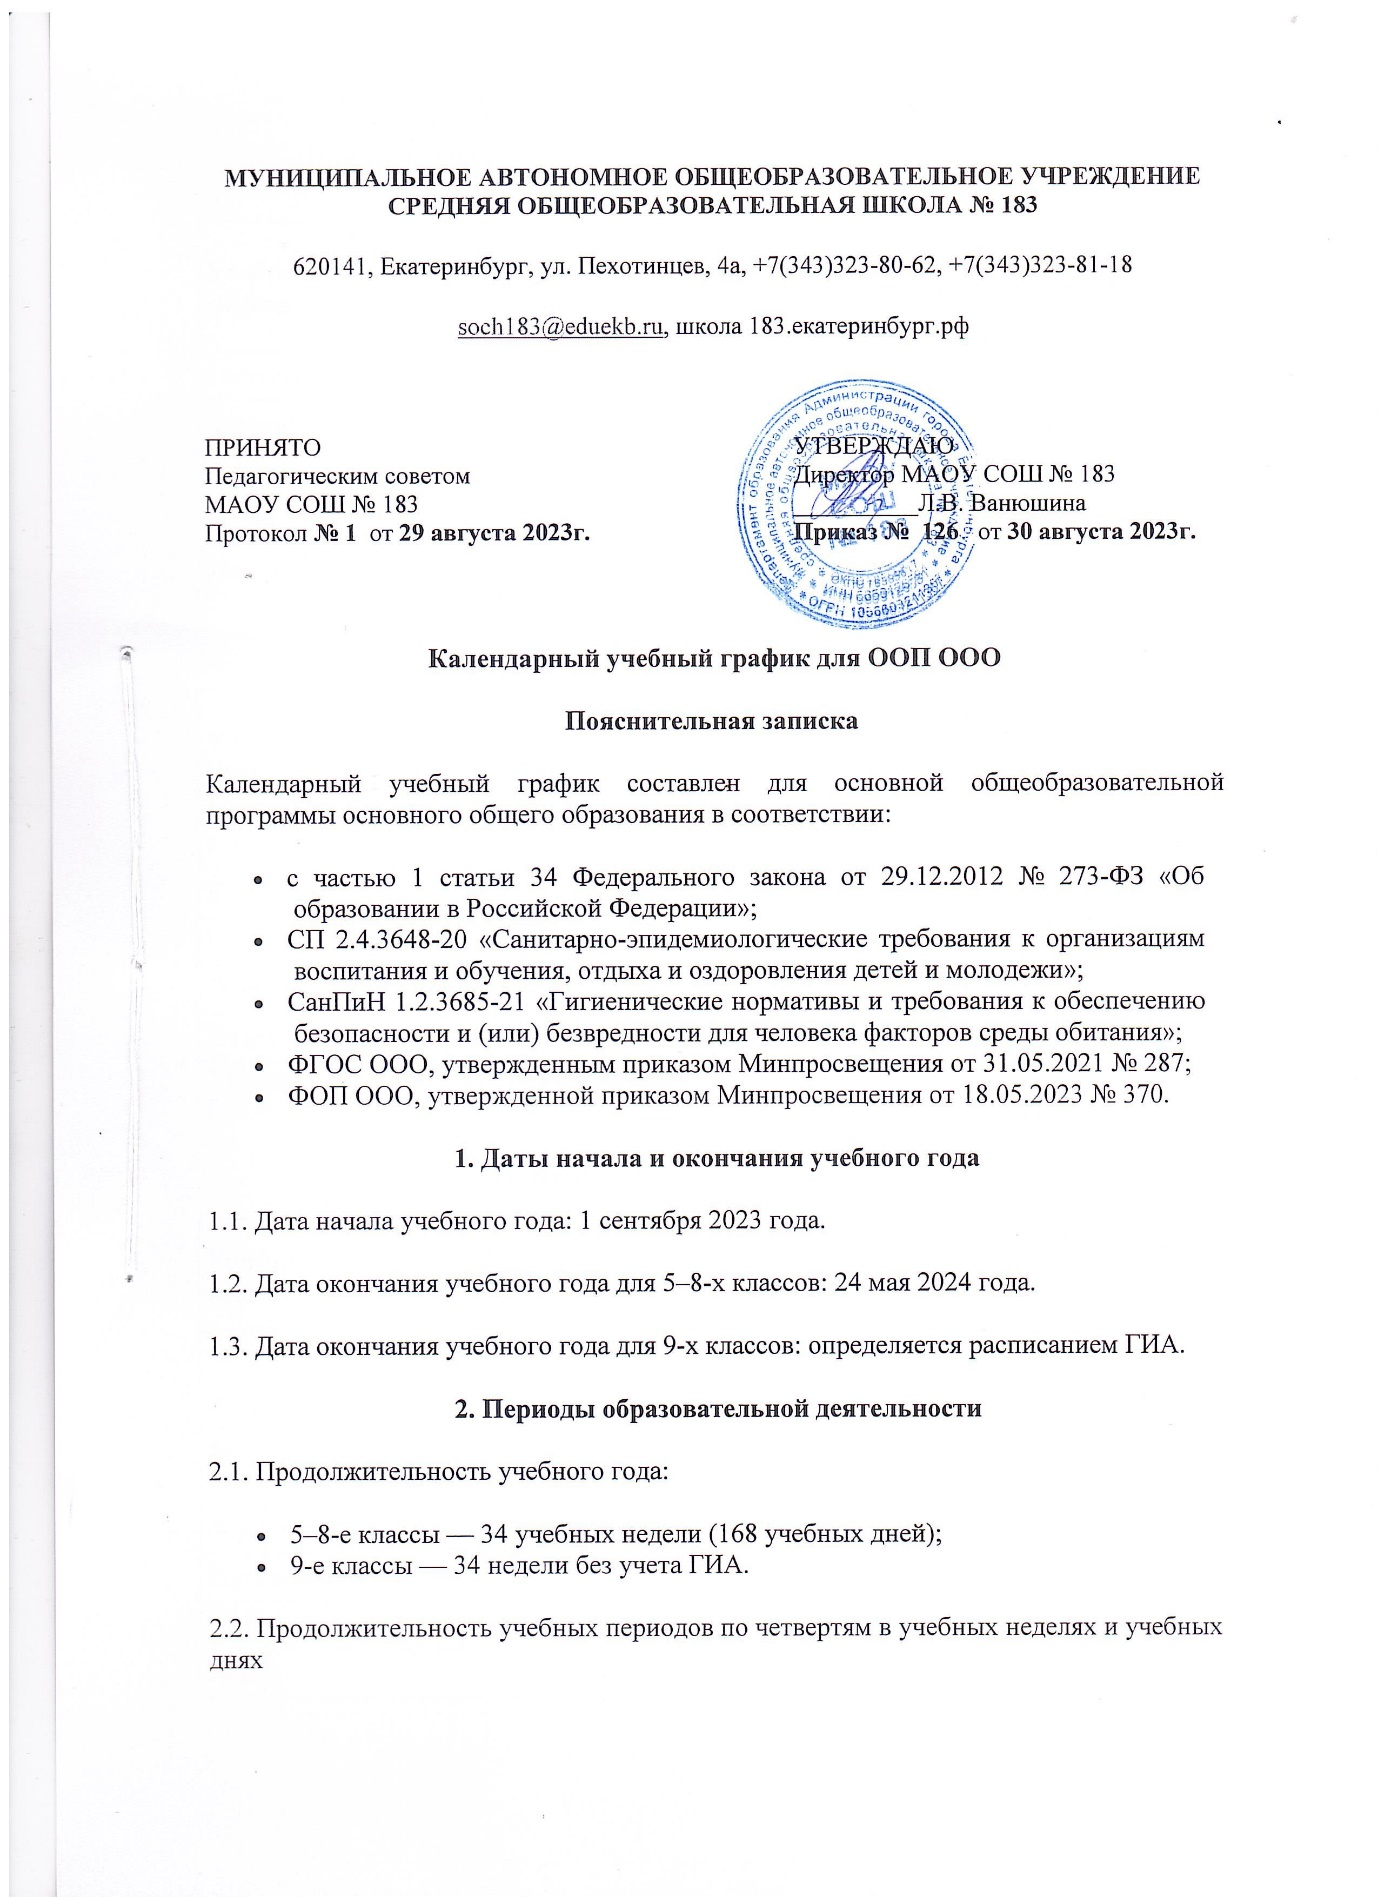 МУНИЦИПАЛЬНОЕ АВТОНОМНОЕ ОБЩЕОБРАЗОВАТЕЛЬНОЕ УЧРЕЖДЕНИЕ
СРЕДНЯЯ ОБЩЕОБРАЗОВАТЕЛЬНАЯ ШКОЛА № 183
620141, Екатеринбург, ул. Пехотинцев, 4а, +7(343)323-80-62, +7(343)323-81-18
soch183@eduekb.ru, школа 183.екатеринбург.рф
ПРИНЯТО
Педагогическим советом
МАОУ СОШ № 183
Протокол № 1 от 29 августа 2023г.
УТВЕРЖДАЮ
Директор МАОУ СОШ № 183
Л.В. Ванюшина
Приказ № 126 от 30 августа 2023г.
Департамент образования Администрации города Екатеринбурга
СОШ
№ 183
Календарный учебный график для ООП ООО
Пояснительная записка
Календарный учебный график составлен для основной общеобразовательной
программы основного общего образования в соответствии:
• с частью 1 статьи 34 Федерального закона от 29.12.2012 № 273-ФЗ «Об
образовании в Российской Федерации»;
• СП 2.4.3648-20 «Санитарно-эпидемиологические требования к организациям
воспитания и обучения, отдыха и оздоровления детей и молодежи»;
• СанПиН 1.2.3685-21 «Гигиенические нормативы и требования к обеспечению
безопасности и (или) безвредности для человека факторов среды обитания»;
• ФГОС ООО, утвержденным приказом Минпросвещения от 31.05.2021 № 287;
• ФОП ООО, утвержденной приказом Минпросвещения от 18.05.2023 № 370.
1. Даты начала и окончания учебного года
1.1. Дата начала учебного года: 1 сентября 2023 года.
1.2. Дата окончания учебного года для 5–8-х классов: 24 мая 2024 года.
1.3. Дата окончания учебного года для 9-х классов: определяется расписанием ГИА.
2. Периоды образовательной деятельности
2.1. Продолжительность учебного года:
• 5–8-е классы — 34 учебных недели (168 учебных дней);
• 9-е классы — 34 недели без учета ГИА.
2.2. Продолжительность учебных периодов по четвертям в учебных неделях и учебных
днях